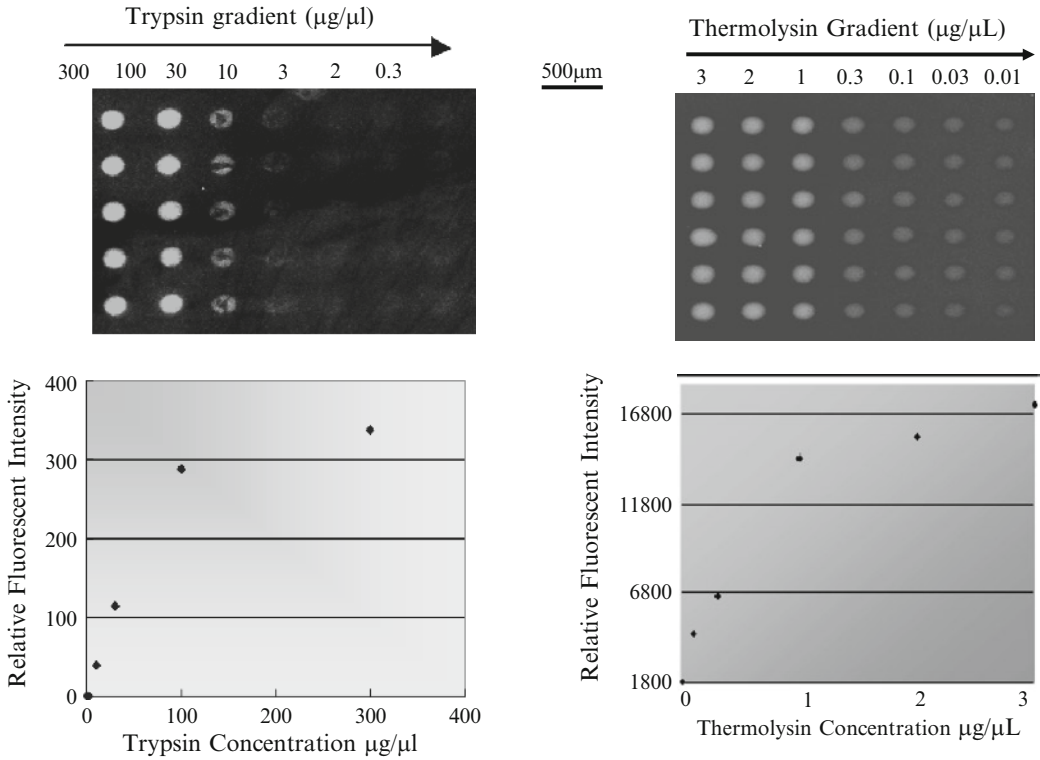 Trypsin gradient (µg/µl)
300 100 30 10 3 2 0.3
500µm
Thermolysin Gradient (µg/µL)
3 2 1 0.3 0.1 0.03 0.01
Relative Fluorescent Intensity
400
300
200
100
0
0 100 200 300 400
Trypsin Concentration µg/µl
Relative Fluorescent Intensity
16800
11800
6800
1800
0 1 2 3
Thermolysin Concentration µg/µL